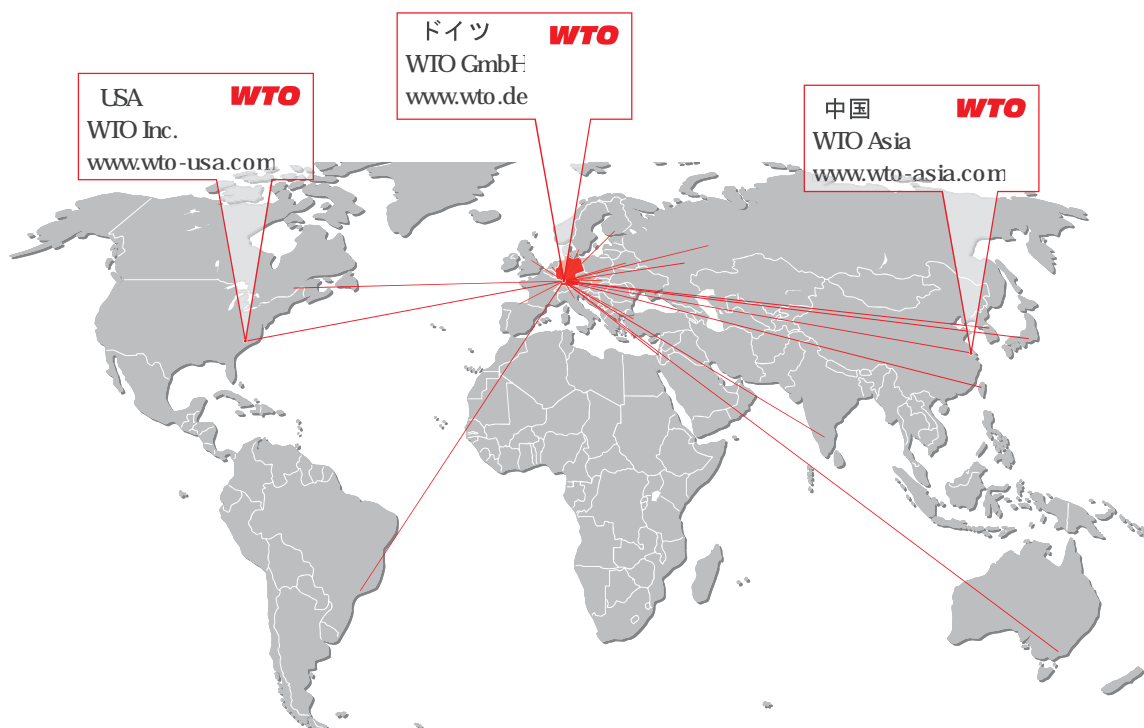 USA WTO
WTO Inc.
www.wto-usa.com
ドイツ WTO
WTO GmbH
www.wto.de
中国 WTO
WTO Asia
www.wto-asia.com